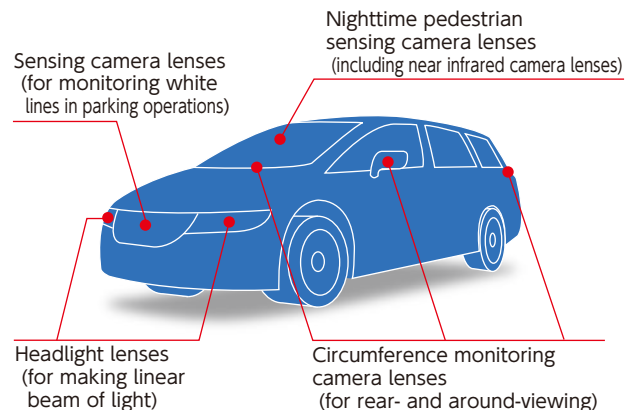 Nighttime pedestrian
sensing camera lenses
(including near infrared camera lenses)
Sensing camera lenses
(for monitoring white
lines in parking operations)
Headlight lenses
(for making linear
beam of light)
Circumference monitoring
camera lenses
(for rear- and around-viewing)